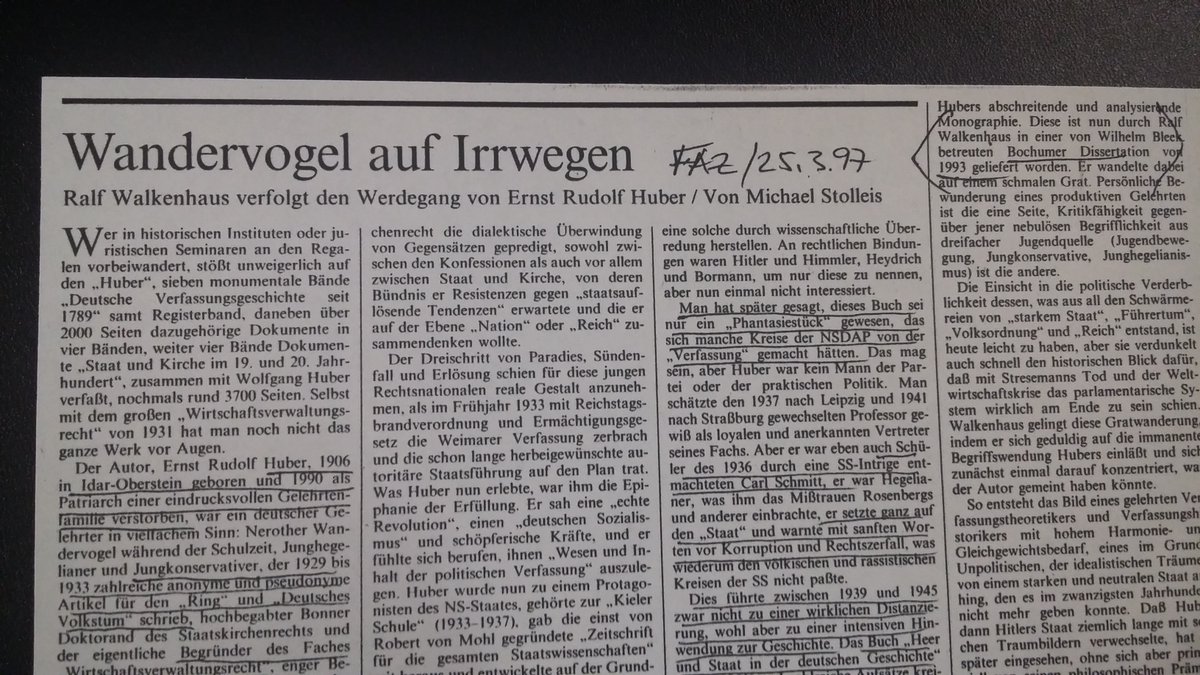 Wandervogel auf Irrwegen
FAZ/25.3.97
Ralf Walkenhaus verfolgt den Werdegang von Ernst Rudolf Huber / Von Michael Stolleis
Wer in historischen Instituten oder ju-
ristischen Seminaren an den Rega-
len vorbeiwandert, stößt unweigerlich auf
den „Huber“, sieben monumentale Bände
„Deutsche Verfassungsgeschichte seit
1789“ samt Registerband, daneben über
2000 Seiten dazugehörige Dokumente in
vier Bänden, weiter vier Bände Dokumen-
te „Staat und Kirche im 19. und 20. Jahr-
hundert“, zusammen mit Wolfgang Huber
verfaßt, nochmals rund 3700 Seiten. Selbst
mit dem großen „Wirtschaftsverwaltungs-
recht“ von 1931 hat man noch nicht das
ganze Werk vor Augen.
Der Autor, Ernst Rudolf Huber, 1906
in Idar-Oberstein geboren und 1990 als
Patriarch einer eindrucksvollen Gelehrten-
familie verstorben, war ein deutscher Ge-
lehrter in vielfachem Sinn: Nerother Wan-
dervogel während der Schulzeit, Junghege-
lianer und Jungkonservativer, der 1929 bis
1933 zahlreiche anonyme und pseudonyme
Artikel für den „Ring“ und „Deutsches
Volkstum“ schrieb, hochbegabter Bonner
Doktorand des Staatskirchenrechts und
der eigentliche Begründer des Faches
„Wirtschaftsverwaltungsrecht“, enger Be-
chenrecht die dialektische Überwindung
von Gegensätzen gepredigt, sowohl zwi-
schen den Konfessionen als auch vor allem
zwischen Staat und Kirche, von deren
Bündnis er Resistenzen gegen „staatsauf-
lösende Tendenzen“ erwartete und die er
auf der Ebene „Nation“ oder „Reich“ zu-
sammendenken wollte.
Der Dreischritt von Paradies, Sünden-
fall und Erlösung schien für diese jungen
Rechtsnationalen reale Gestalt anzuneh-
men, als im Frühjahr 1933 mit Reichstags-
brandverordnung und Ermächtigungsge-
setz die Weimarer Verfassung zerbrach
und die schon lange herbeigewünschte au-
toritäre Staatsführung auf den Plan trat.
Was Huber nun erlebte, war ihm die Epi-
phanie der Erfüllung. Er sah eine „echte
Revolution“, einen „deutschen Sozialis-
mus“ und schöpferische Kräfte, und er
fühlte sich berufen, ihnen „Wesen und In-
halt der politischen Verfassung“ auszule-
gen. Huber wurde nun zu einem Protago-
nisten des NS-Staates, gehörte zur „Kieler
Schule“ (1933–1937), gab die einst von
Robert von Mohl gegründete „Zeitschrift
für die gesamten Staatswissenschaften“
mit heraus und entwickelte auf der Grund-
eine solche durch wissenschaftliche Über-
redung herstellen. An rechtlichen Bindun-
gen waren Hitler und Himmler, Heydrich
und Bormann, um nur diese zu nennen,
aber nun einmal nicht interessiert.
Man hat später gesagt, dieses Buch sei
nur ein „Phantasiestück“ gewesen, das
sich manche Kreise der NSDAP von der
„Verfassung“ gemacht hätten. Das mag
sein, aber Huber war kein Mann der Par-
tei oder der praktischen Politik. Man
schätzte den 1937 nach Leipzig und 1941
nach Straßburg gewechselten Professor ge-
wiß als loyalen und anerkannten Vertreter
seines Fachs. Aber er war eben auch Schü-
ler des 1936 durch eine SS-Intrige ent-
machteten Carl Schmitt, er war Hegelia-
ner, was ihm das Mißtrauen Rosenbergs
und anderer einbrachte, er setzte ganz auf
den „Staat“ und warnte mit sanften Wor-
ten vor Korruption und Rechtszerfall, was
wiederum den völkischen und rassistischen
Kreisen der SS nicht paßte.
Dies führte zwischen 1939 und 1945
zwar nicht zu einer wirklichen Distanzie-
rung, wohl aber zu einer intensiven Hin-
wendung zur Geschichte. Das Buch „Heer
und Staat in der deutschen Geschichte“
Hubers abschreitende und analysierende
Monographie. Diese ist nun durch Ralf
Walkenhaus in einer von Wilhelm Bleek
betreuten Bochumer Dissertation von
1993 geliefert worden. Er wandelte dabei
auf einem schmalen Grat. Persönliche Be-
wunderung eines produktiven Gelehrten
ist die eine Seite, Kritikfähigkeit gegen-
über jener nebulösen Begrifflichkeit aus
dreifacher Jugendquelle (Jugendbewe-
gung, Jungkonservative, Junghegelianis-
mus) ist die andere.
Die Einsicht in die politische Verderb-
lichkeit dessen, was aus all den Schwärme-
reien von „starkem Staat“, „Führertum“,
„Volksordnung“ und „Reich“ entstand, ist
heute leicht zu haben, aber sie verdunkelt
auch schnell den historischen Blick dafür,
daß mit Stresemanns Tod und der Welt-
wirtschaftskrise das parlamentarische Sy-
stem wirklich am Ende zu sein schien.
Walkenhaus gelingt diese Gratwanderung,
indem er sich geduldig auf die immanente
Begriffswendung Hubers einläßt und sich
zunächst einmal darauf konzentriert, was
der Autor gemeint haben könnte.
So entsteht das Bild eines gelehrten Ver-
fassungstheoretikers und Verfassungshi
storikers mit hohem Harmonie- un
Gleichgewichtsbedarf, eines im Grun
Unpolitischen, der idealistischen Träume
von einem starken und neutralen Staat a
hing, den es im zwanzigsten Jahrhunde
nicht mehr geben konnte. Daß Hub
dann Hitlers Staat ziemlich lange mit s
chen Traumbildern verwechselte, hat
später eingesehen, ohne sich aber prin